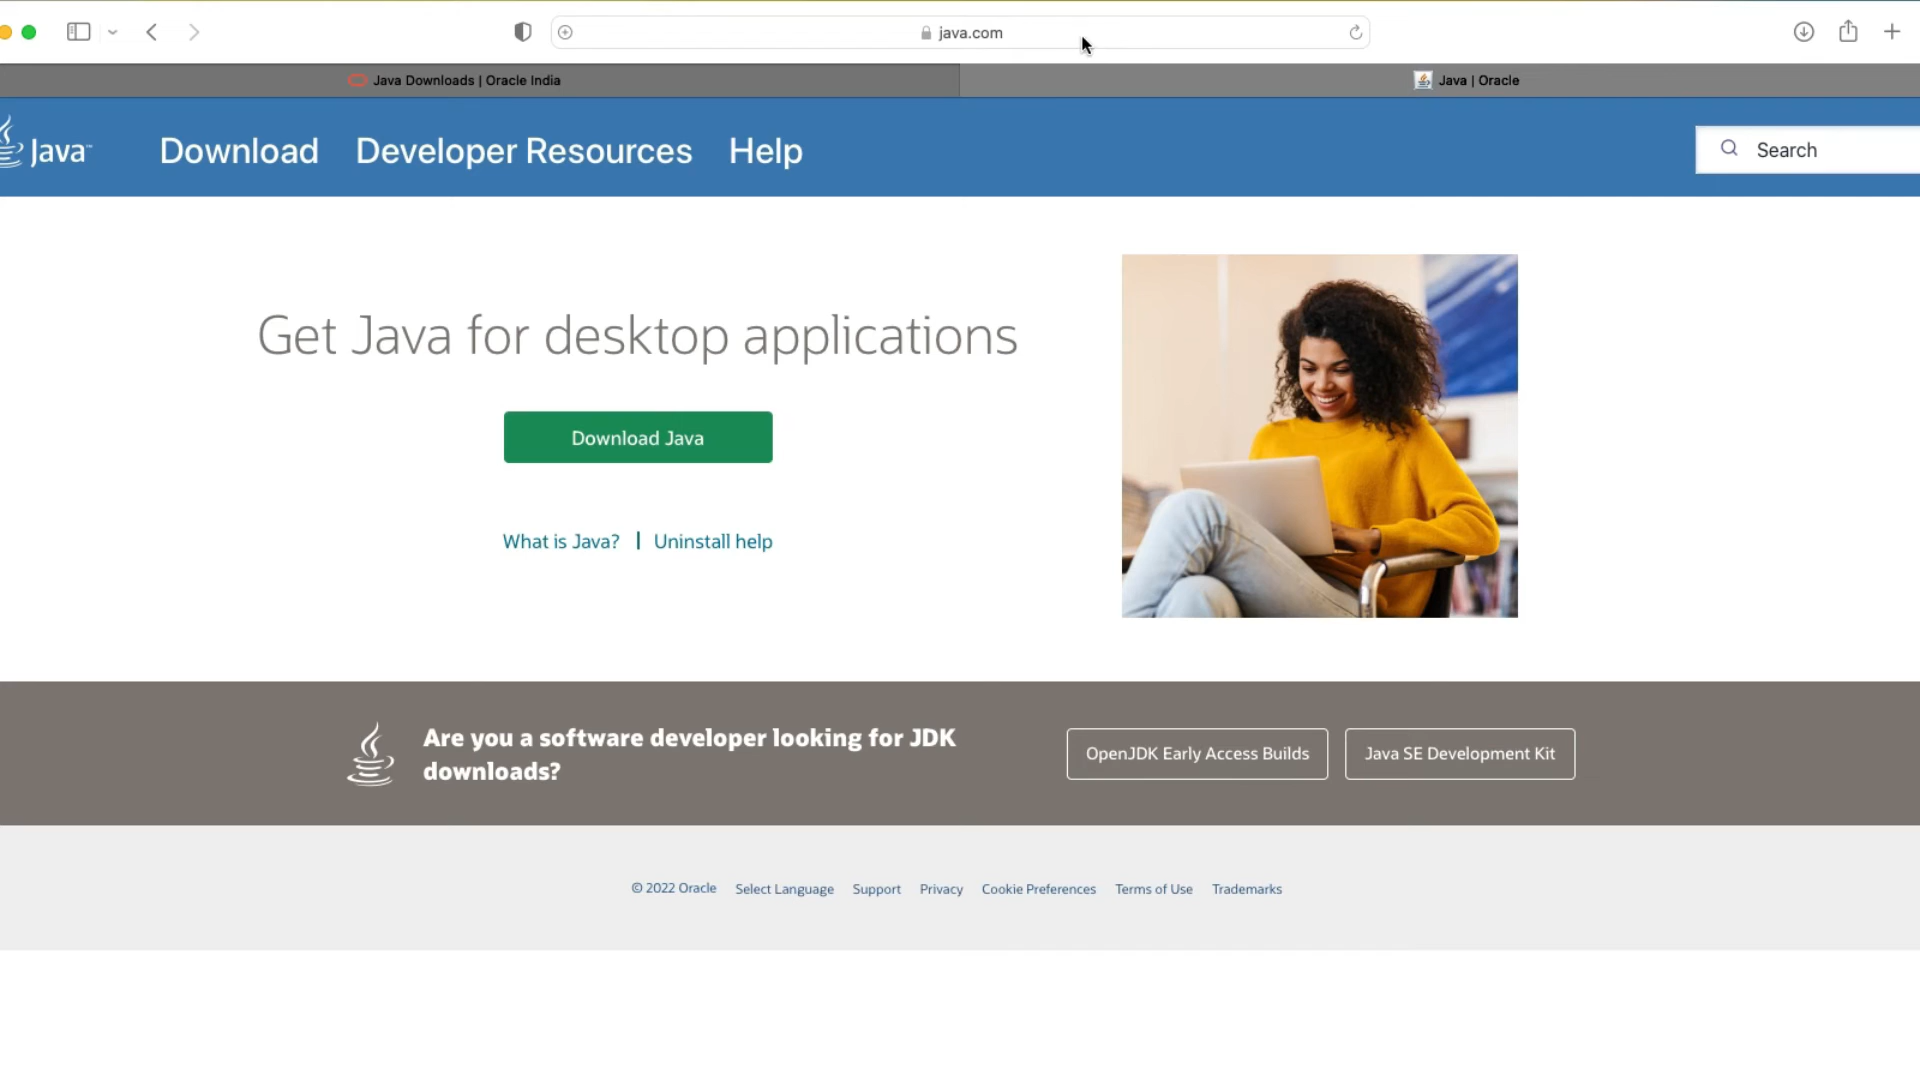 java.com
Java Downloads | Oracle India
Java | Oracle
Java™
Download
Developer Resources
Help
Search
Get Java for desktop applications
Download Java
What is Java? | Uninstall help
Are you a software developer looking for JDK
downloads?
OpenJDK Early Access Builds
Java SE Development Kit
© 2022 Oracle Select Language Support Privacy Cookie Preferences Terms of Use Trademarks